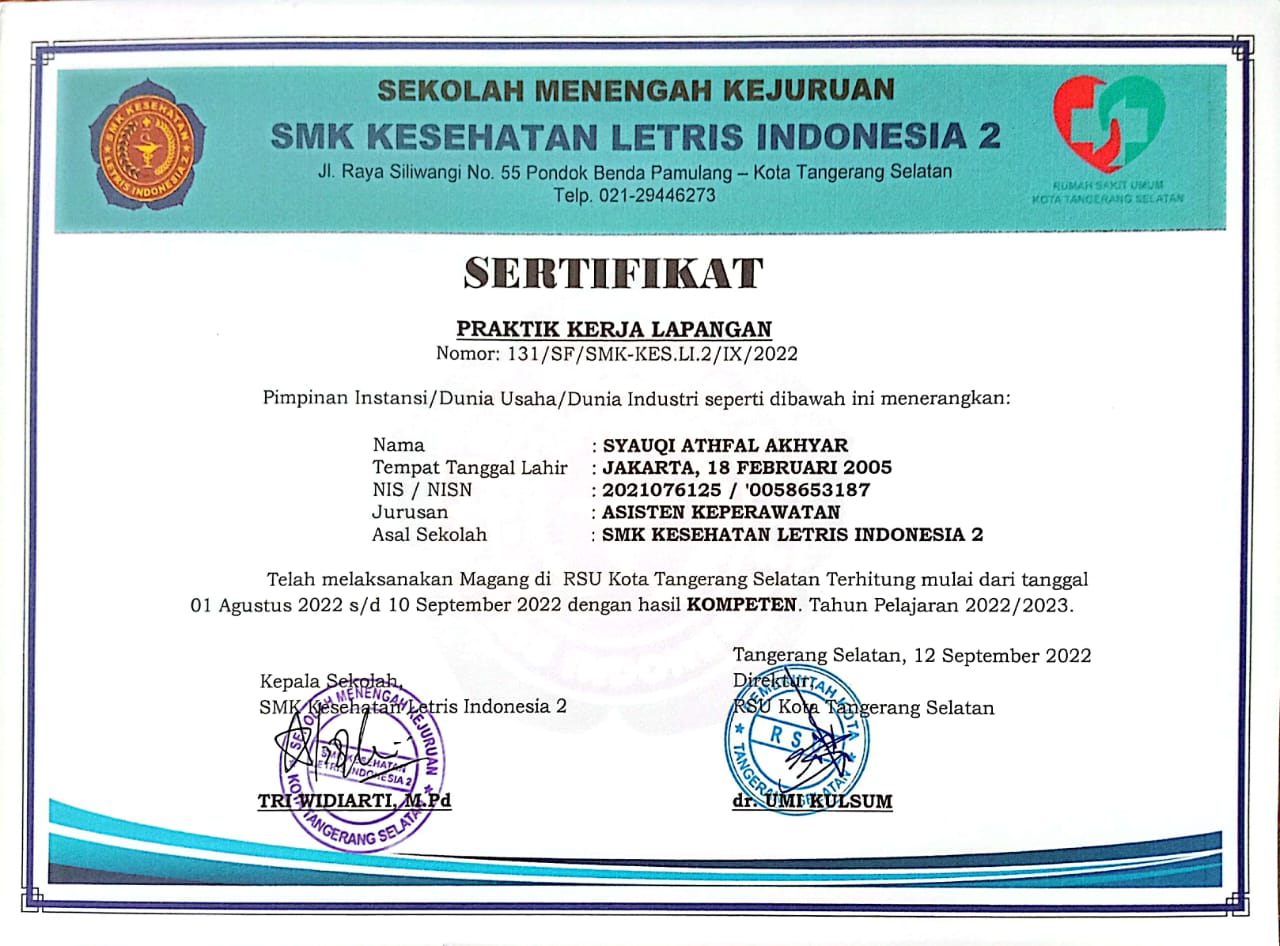 SEKOLAH MENENGAH KEJURUAN
SMK KESEHATAN LETRIS INDONESIA 2
Jl. Raya Siliwangi No. 55 Pondok Benda Pamulang – Kota Tangerang Selatan
Telp. 021-29446273
SMK KESEHATAN
LETRIS INDONESIA 2
RUMAH SAKIT UMUM
KOTA TANGERANG SELATAN
SERTIFIKAT
PRAKTIK KERJA LAPANGAN
Nomor: 131/SF/SMK-KES.LI.2/IX/2022
Pimpinan Instansi/Dunia Usaha/Dunia Industri seperti dibawah ini menerangkan:
Nama : SYAUQI ATHFAL AKHYAR
Tempat Tanggal Lahir : JAKARTA, 18 FEBRUARI 2005
NIS / NISN : 2021076125 / '0058653187
Jurusan : ASISTEN KEPERAWATAN
Asal Sekolah : SMK KESEHATAN LETRIS INDONESIA 2
Telah melaksanakan Magang di RSU Kota Tangerang Selatan Terhitung mulai dari tanggal
01 Agustus 2022 s/d 10 September 2022 dengan hasil KOMPETEN. Tahun Pelajaran 2022/2023.
Tangerang Selatan, 12 September 2022
Kepala Sekolah,
SMK Kesehatan Letris Indonesia 2
Direktur,
RSU Kota Tangerang Selatan
SEKOLAH MENENGAH KEJURUAN
SMK KESEHATAN
LETRIS INDONESIA 2
KOTA TANGERANG SELATAN
PEMERINTAH KOTA
RS
TANGERANG SELATAN
TRI WIDIARTI, M.Pd
dr. UMI KULSUM